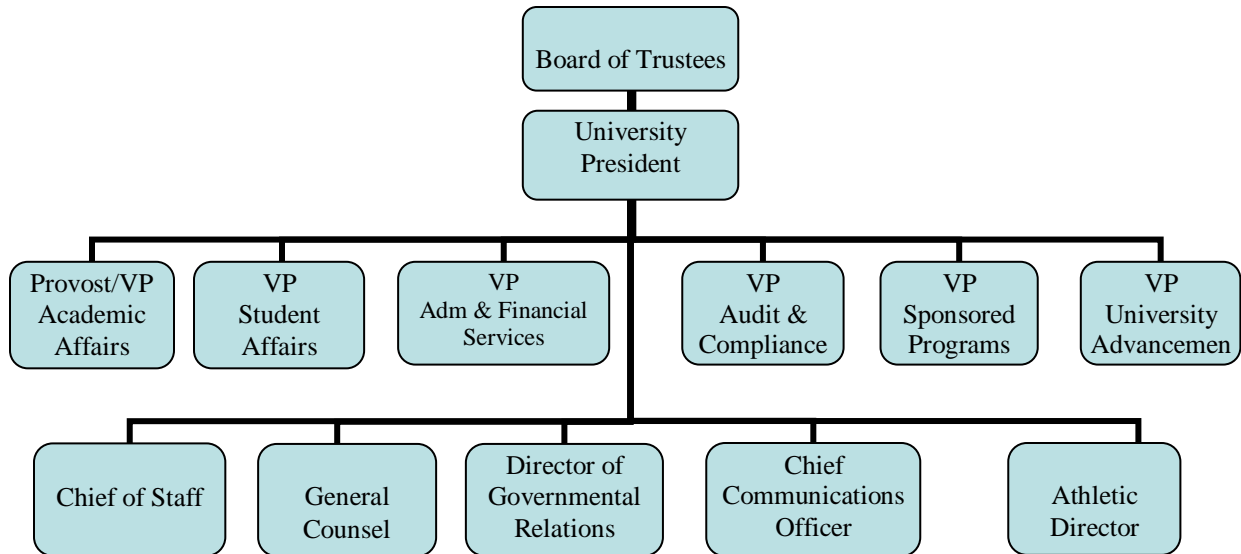 Board of Trustees
University
President
Provost/VP
Academic
Affairs
VP
Student
Affairs
VP
Adm & Financial
Services
VP
Audit &
Compliance
VP
Sponsored
Programs
VP
University
Advancemen
Chief of Staff
General
Counsel
Director of
Governmental
Relations
Chief
Communications
Officer
Athletic
Director